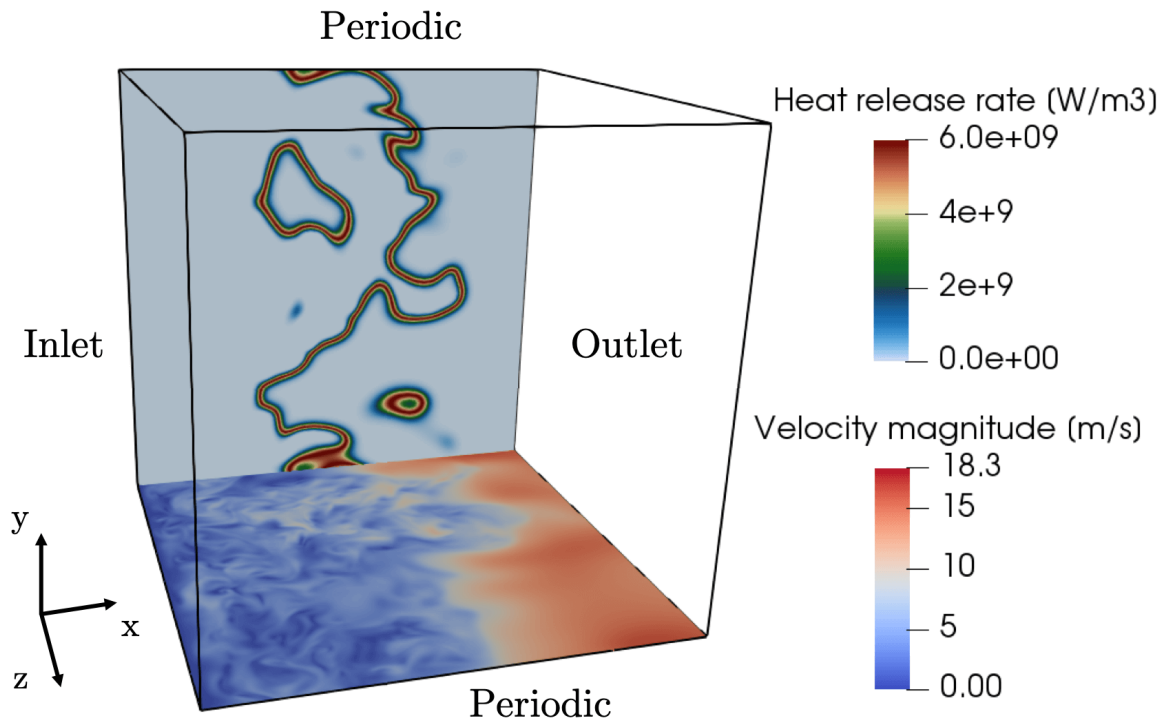 Periodic
Heat release rate (W/m3)
6.0e+09
4e+9
2e+9
0.0e+00
Inlet
Outlet
Velocity magnitude (m/s)
18.3
15
10
5
0.00
y
x
z
Periodic